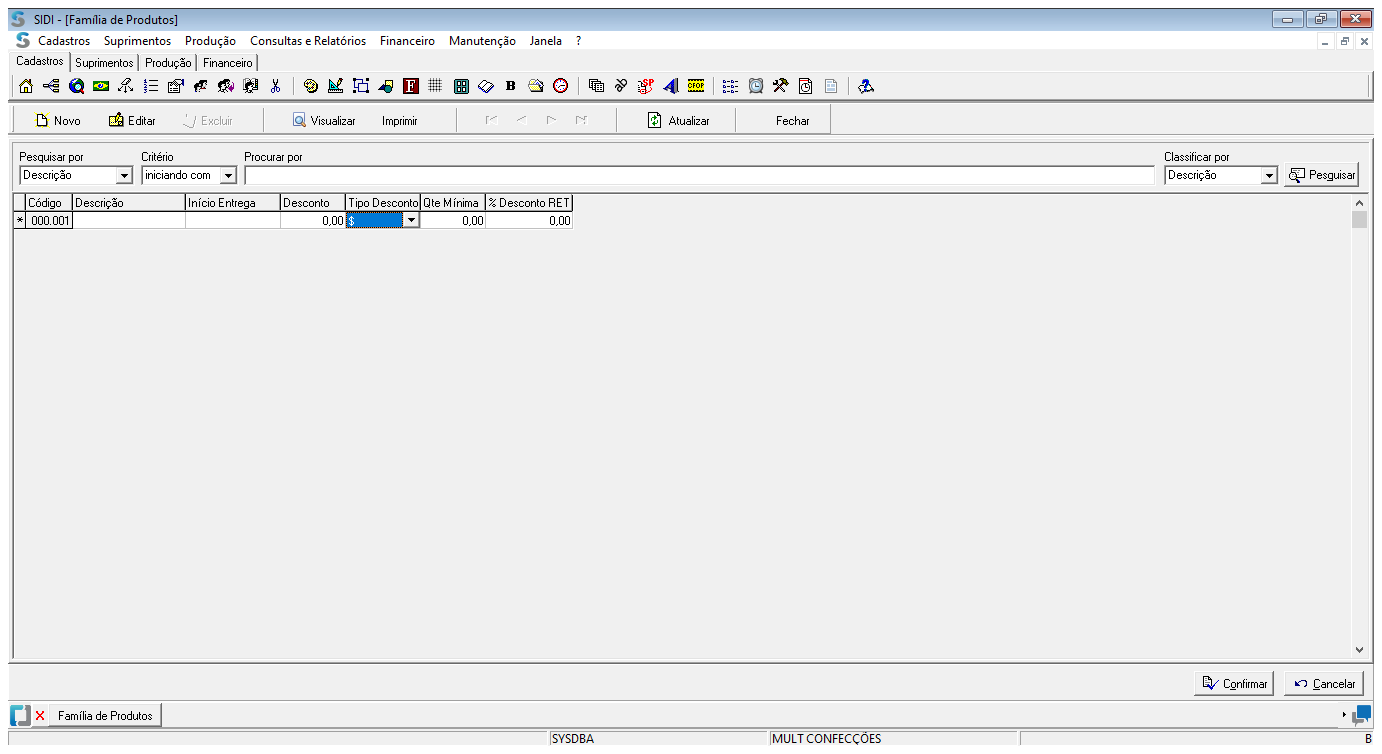 SIDI - [Família de Produtos]
Cadastros Suprimentos Produção Consultas e Relatórios Financeiro Manutenção Janela ?
Cadastros Suprimentos Produção Financeiro
Novo Editar Excluir Visualizar Imprimir Atualizar Fechar
Pesquisar por Critério Procurar por Classificar por
Descrição iniciando com Descrição Pesquisar
Código Descrição Início Entrega Desconto Tipo Desconto Qte Mínima % Desconto RET
* 000.001 0,00 $ 0,00 0,00
Confirmar Cancelar
Família de Produtos
SYSDBA MULT CONFECÇÕES B